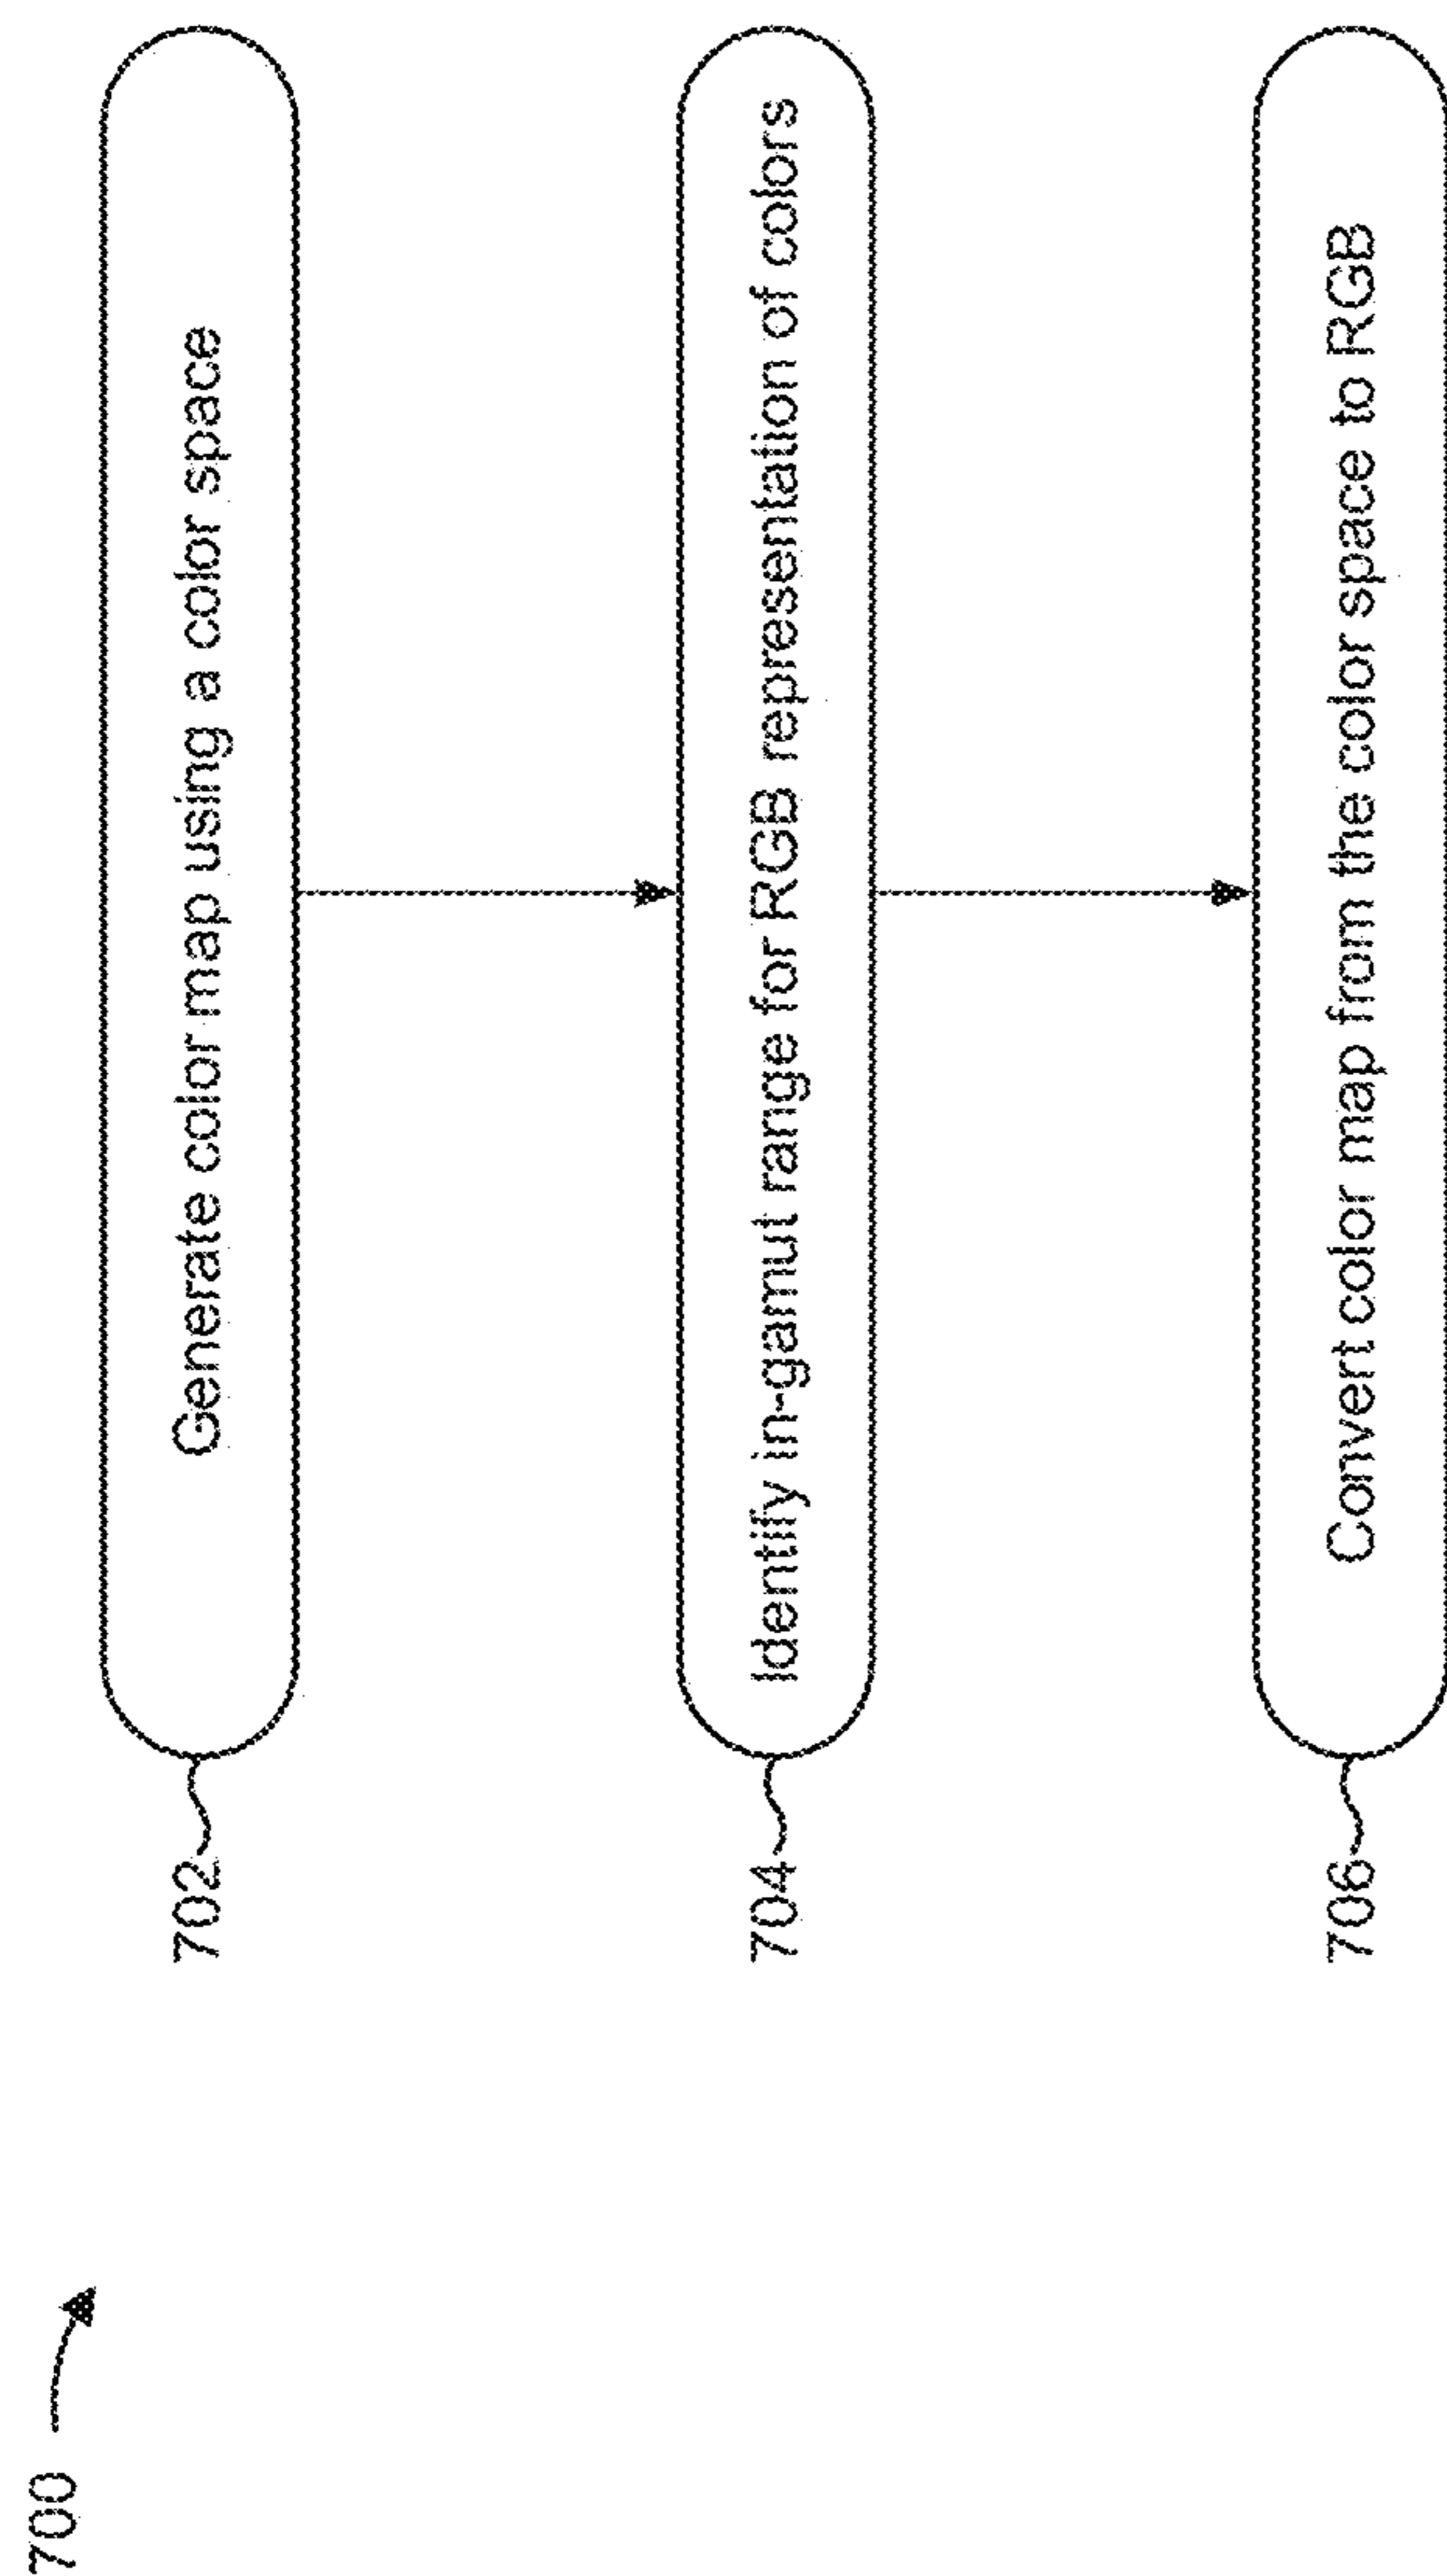 700
702
Generate color map using a color space
704
Identify in-gamut range for RGB representation of colors
706
Convert color map from the color space to RGB